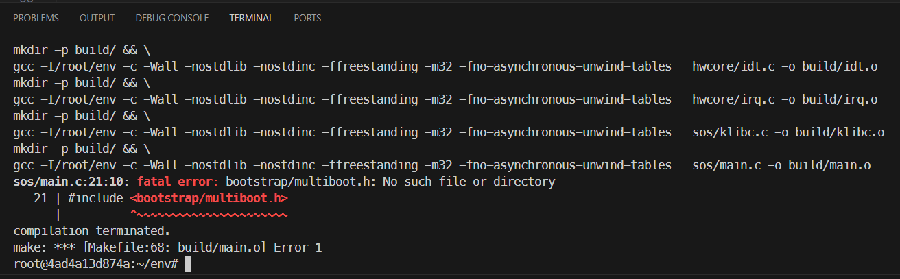 PROBLEMS OUTPUT DEBUG CONSOLE TERMINAL PORTS
mkdir -p build/ && \
gcc -I/root/env -c -Wall -nostdlib -nostdinc -ffreestanding -m32 -fno-asynchronous-unwind-tables hwcore/idt.c -o build/idt.o
mkdir -p build/ && \
gcc -I/root/env -c -Wall -nostdlib -nostdinc -ffreestanding -m32 -fno-asynchronous-unwind-tables hwcore/irq.c -o build/irq.o
mkdir -p build/ && \
gcc -I/root/env -c -Wall -nostdlib -nostdinc -ffreestanding -m32 -fno-asynchronous-unwind-tables sos/klibc.c -o build/klibc.o
mkdir -p build/ && \
gcc -I/root/env -c -Wall -nostdlib -nostdinc -ffreestanding -m32 -fno-asynchronous-unwind-tables sos/main.c -o build/main.o
sos/main.c:21:10: fatal error: bootstrap/multiboot.h: No such file or directory
21 | #include <bootstrap/multiboot.h>
| ^~~~~~~~~~~~~~~~~~~~~~~
compilation terminated.
make: *** [Makefile:68: build/main.o] Error 1
root@4ad4a13d874a:~/env#